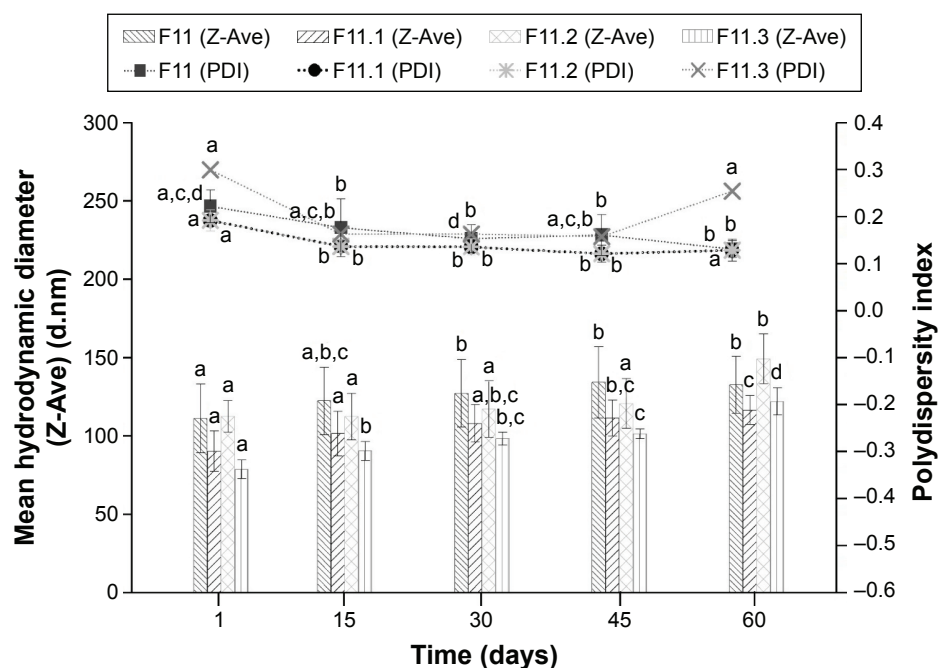 F11 (Z-Ave) F11.1 (Z-Ave) F11.2 (Z-Ave) F11.3 (Z-Ave)
F11 (PDI) F11.1 (PDI) F11.2 (PDI) F11.3 (PDI)
Mean hydrodynamic diameter
(Z-Ave) (d.nm)
300
250
200
150
100
50
0
a
a,c,d
a
a
b
a,c,b
b
b
b
d
b
b
b
a,c,b
b
b
a
b
b
a
a
a
a
a
a,b,c
a
a
b
b
a
a,b,c
b,c
b
a
b,c
c
b
b
c
d
0.4
0.3
0.2
0.1
0.0
–0.1
–0.2
–0.3
–0.4
–0.5
–0.6
Polydispersity index
1 15 30 45 60
Time (days)